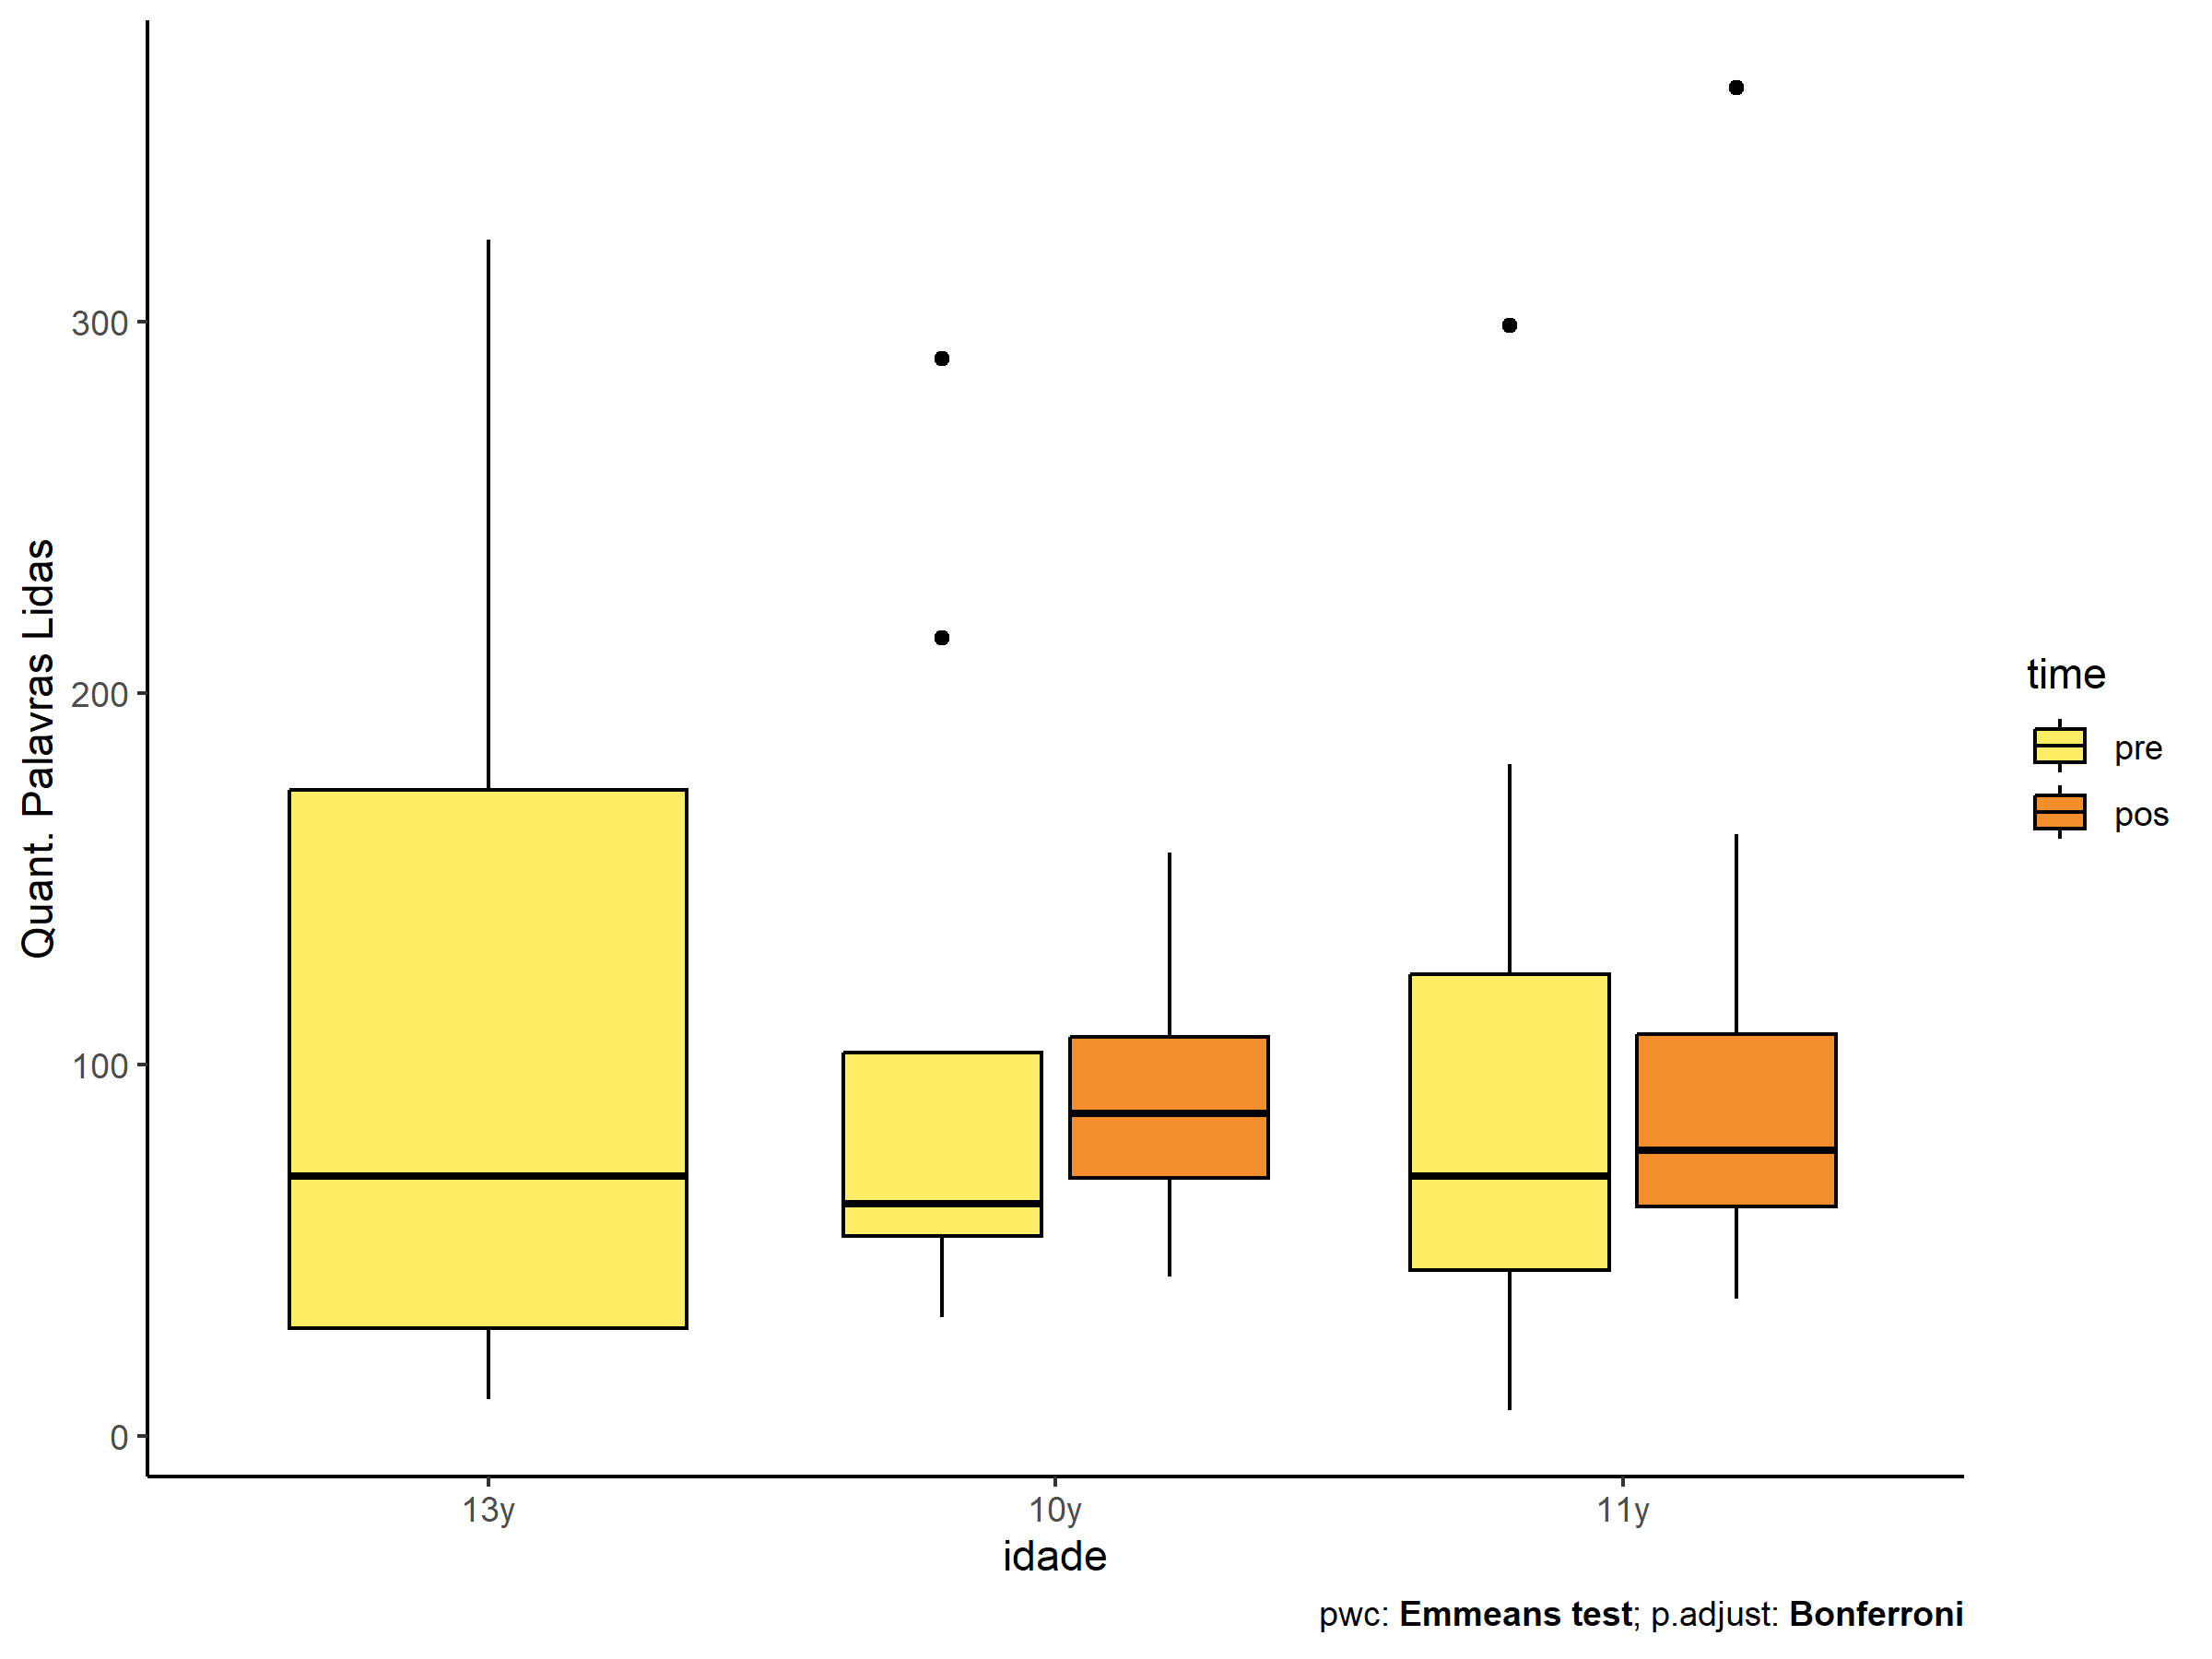 Quant. Palavras Lidas
300
200
100
0
13y
10y
11y
idade
time
pre
pos
pwc: Emmeans test; p.adjust: Bonferroni